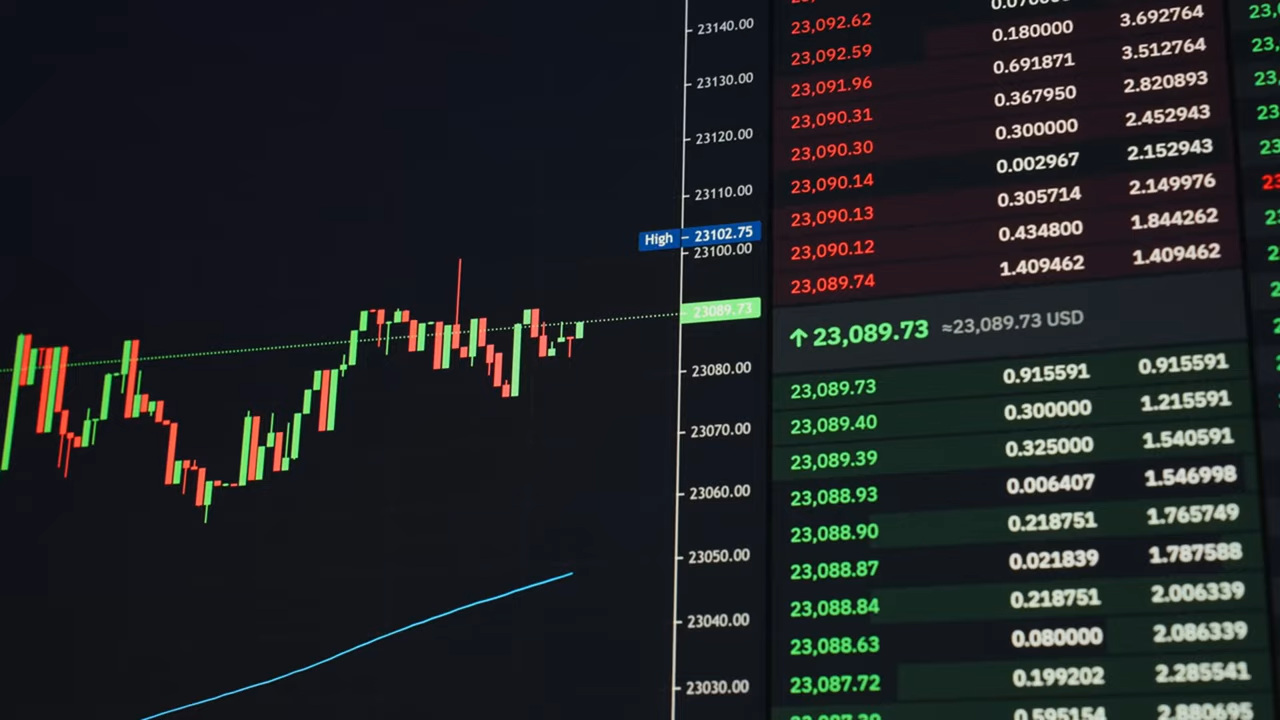 23140.00
23130.00
23120.00
23110.00
High 23102.75
23100.00
23089.73
23080.00
23070.00
23060.00
23050.00
23040.00
23030.00
23,092.62 0.180000 3.692764
23,092.59 0.691871 3.512764
23,091.96 0.367950 2.820893
23,090.31 0.300000 2.452943
23,090.30 0.002967 2.152943
23,090.14 0.305714 2.149976
23,090.13 0.434800 1.844262
23,090.12 1.409462 1.409462
23,089.74
↑23,089.73 ≈23,089.73 USD
23,089.73 0.915591 0.915591
23,089.40 0.300000 1.215591
23,089.39 0.325000 1.540591
23,088.93 0.006407 1.546998
23,088.90 0.218751 1.765749
23,088.87 0.021839 1.787588
23,088.84 0.218751 2.006339
23,088.63 0.080000 2.086339
23,087.72 0.199202 2.285541
0.595154 2.880695